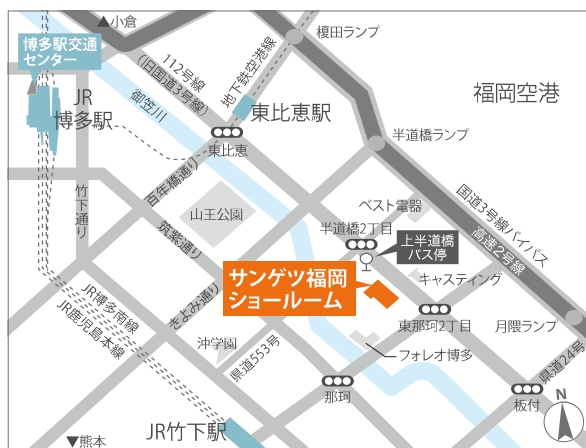 ▲小倉
榎田ランプ
博多駅交通
センター
112号線
(旧国道3号線)
地下鉄空港線
福岡空港
JR
博多駅
御笠川
東比恵駅
東比恵
半道橋ランプ
百年橋通り
竹下通り
山王公園
筑紫通り
ベスト電器
国道3号線バイパス
高速2号線
半道橋2丁目
上半道橋
バス停
サンゲツ福岡
ショールーム
キャスティング
きよみ通り
JR博多南線
JR鹿児島本線
東那珂2丁目
月隈ランプ
沖学園
県道553号
フォレオ博多
県道24号
那珂
板付
N
JR竹下駅
▼熊本